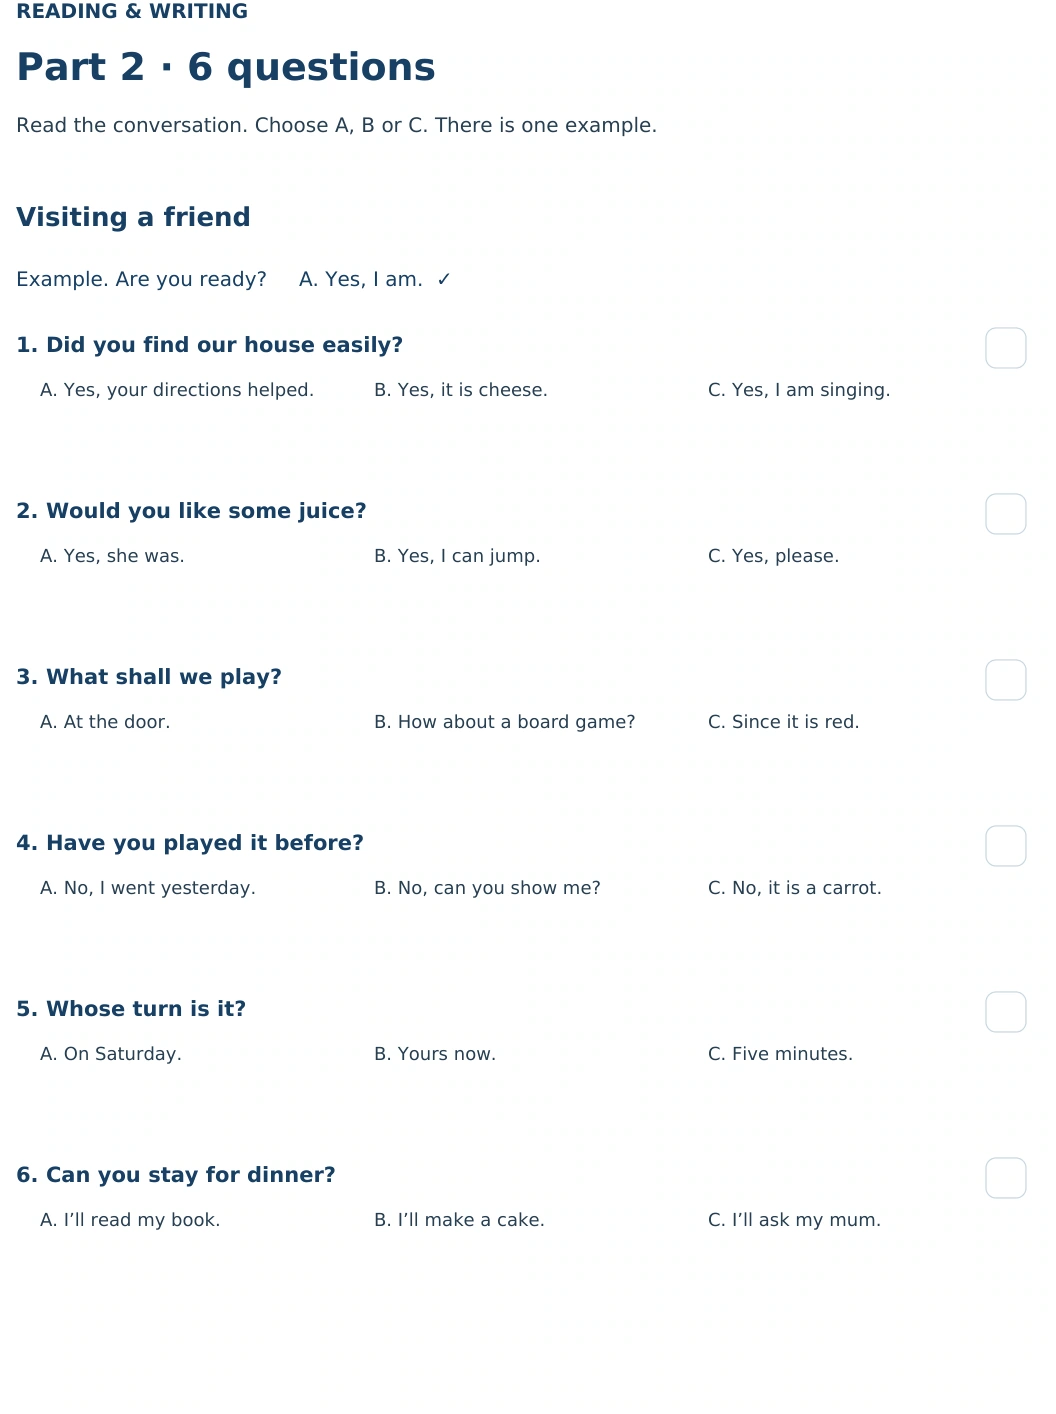 READING & WRITING
Part 2 · 6 questions
Read the conversation. Choose A, B or C. There is one example.
Visiting a friend
Example. Are you ready? A. Yes, I am. ✓
1. Did you find our house easily?
A. Yes, your directions helped. B. Yes, it is cheese. C. Yes, I am singing.
2. Would you like some juice?
A. Yes, she was. B. Yes, I can jump. C. Yes, please.
3. What shall we play?
A. At the door. B. How about a board game? C. Since it is red.
4. Have you played it before?
A. No, I went yesterday. B. No, can you show me? C. No, it is a carrot.
5. Whose turn is it?
A. On Saturday. B. Yours now. C. Five minutes.
6. Can you stay for dinner?
A. I’ll read my book. B. I’ll make a cake. C. I’ll ask my mum.